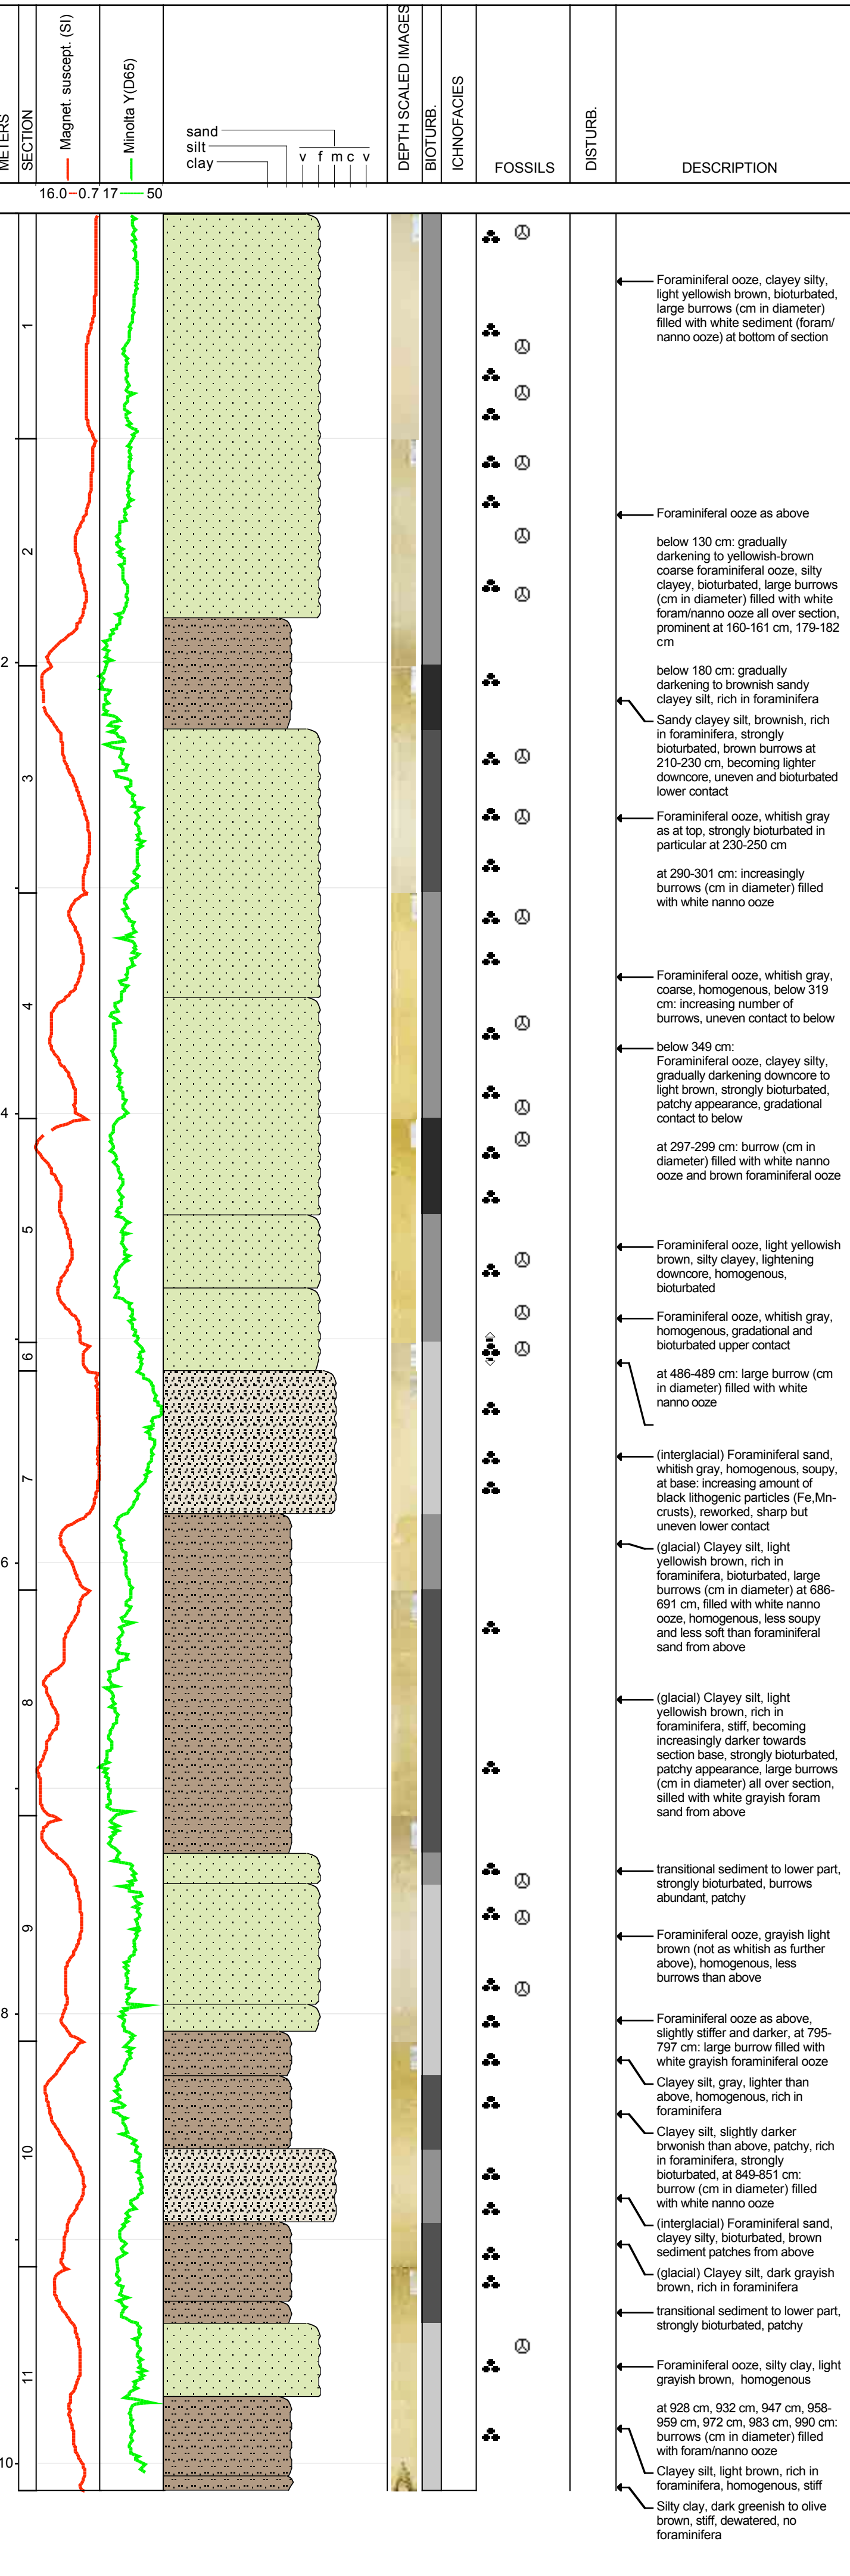 METERS
SECTION
Magnet. suscept. (SI)
Minolta Y(D65)
sand
silt
clay
v f m c v
DEPTH SCALED IMAGES
BIOTURB.
ICHNOFACIES
FOSSILS
DISTURB.
DESCRIPTION
16.0 0.7 17 50
1
2
3
4
5
6
7
8
9
10
11
2
4
6
8
10
Foraminiferal ooze, clayey silty,
light yellowish brown, bioturbated,
large burrows (cm in diameter)
filled with white sediment (foram/
nanno ooze) at bottom of section
Foraminiferal ooze as above
below 130 cm: gradually
darkening to yellowish-brown
coarse foraminiferal ooze, silty
clayey, bioturbated, large burrows
(cm in diameter) filled with white
foram/nanno ooze all over section,
prominent at 160-161 cm, 179-182
cm
below 180 cm: gradually
darkening to brownish sandy
clayey silt, rich in foraminifera
Sandy clayey silt, brownish, rich
in foraminifera, strongly
bioturbated, brown burrows at
210-230 cm, becoming lighter
downcore, uneven and bioturbated
lower contact
Foraminiferal ooze, whitish gray
as at top, strongly bioturbated in
particular at 230-250 cm
at 290-301 cm: increasingly
burrows (cm in diameter) filled
with white nanno ooze
Foraminiferal ooze, whitish gray,
coarse, homogenous, below 319
cm: increasing number of
burrows, uneven contact to below
below 349 cm:
Foraminiferal ooze, clayey silty,
gradually darkening downcore to
light brown, strongly bioturbated,
patchy appearance, gradational
contact to below
at 297-299 cm: burrow (cm in
diameter) filled with white nanno
ooze and brown foraminiferal ooze
Foraminiferal ooze, light yellowish
brown, silty clayey, lightening
downcore, homogenous,
bioturbated
Foraminiferal ooze, whitish gray,
homogenous, gradational and
bioturbated upper contact
at 486-489 cm: large burrow (cm
in diameter) filled with white
nanno ooze
(interglacial) Foraminiferal sand,
whitish gray, homogenous, soupy,
at base: increasing amount of
black lithogenic particles (Fe,Mn-
crusts), reworked, sharp but
uneven lower contact
(glacial) Clayey silt, light
yellowish brown, rich in
foraminifera, bioturbated, large
burrows (cm in diameter) at 686-
691 cm, filled with white nanno
ooze, homogenous, less soupy
and less soft than foraminiferal
sand from above
(glacial) Clayey silt, light
yellowish brown, rich in
foraminifera, stiff, becoming
increasingly darker towards
section base, strongly bioturbated,
patchy appearance, large burrows
(cm in diameter) all over section,
silled with white grayish foram
sand from above
transitional sediment to lower part,
strongly bioturbated, burrows
abundant, patchy
Foraminiferal ooze, grayish light
brown (not as whitish as further
above), homogenous, less
burrows than above
Foraminiferal ooze as above,
slightly stiffer and darker, at 795-
797 cm: large burrow filled with
white grayish foraminiferal ooze
Clayey silt, gray, lighter than
above, homogenous, rich in
foraminifera
Clayey silt, slightly darker
brwonish than above, patchy, rich
in foraminifera, strongly
bioturbated, at 849-851 cm:
burrow (cm in diameter) filled
with white nanno ooze
(interglacial) Foraminiferal sand,
clayey silty, bioturbated, brown
sediment patches from above
(glacial) Clayey silt, dark grayish
brown, rich in foraminifera
transitional sediment to lower part,
strongly bioturbated, patchy
Foraminiferal ooze, silty clay, light
grayish brown, homogenous
at 928 cm, 932 cm, 947 cm, 958-
959 cm, 972 cm, 983 cm, 990 cm:
burrows (cm in diameter) filled
with foram/nanno ooze
Clayey silt, light brown, rich in
foraminifera, homogenous, stiff
Silty clay, dark greenish to olive
brown, stiff, dewatered, no
foraminifera